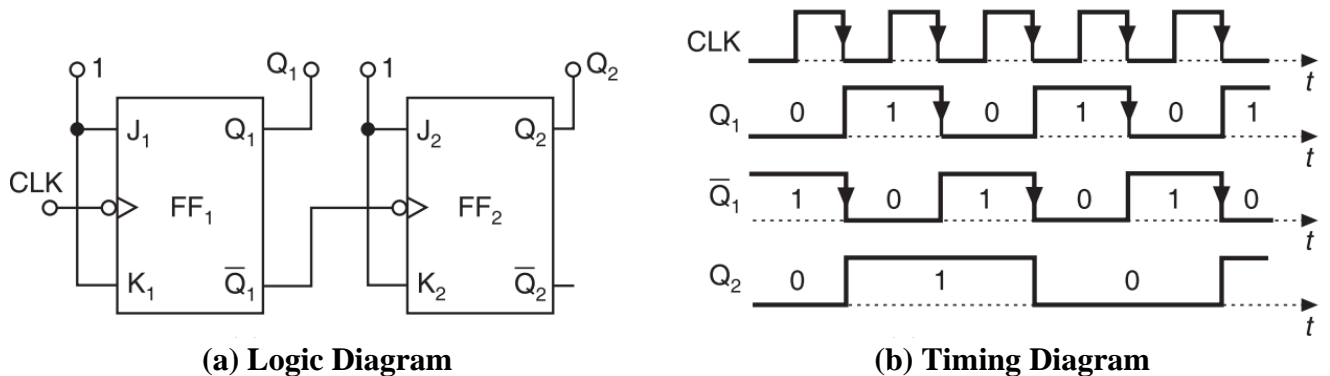 1 Q₁ 1 Q₂
J₁ Q₁ J₂ Q₂
CLK
FF₁ FF₂
K₁ Q̅₁ K₂ Q̅₂
(a) Logic Diagram
CLK
t
Q₁ 0 1 0 1 0 1
t
Q̅₁ 1 0 1 0 1 0
t
Q₂ 0 1 0
t
(b) Timing Diagram